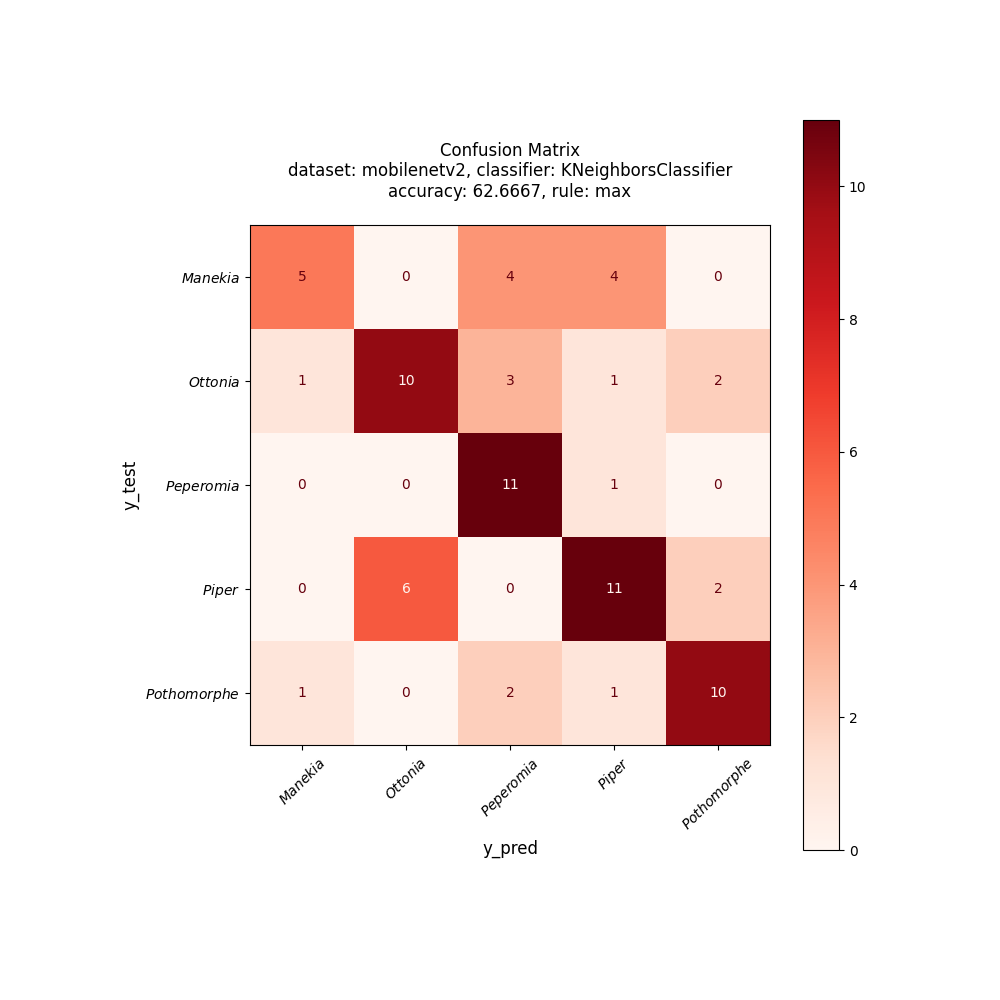 Confusion Matrix
dataset: mobilenetv2, classifier: KNeighborsClassifier
accuracy: 62.6667, rule: max
y_test
Manekia 5 0 4 4 0
Ottonia 1 10 3 1 2
Peperomia 0 0 11 1 0
Piper 0 6 0 11 2
Pothomorphe 1 0 2 1 10
Manekia Ottonia Peperomia Piper Pothomorphe
y_pred
10
8
6
4
2
0